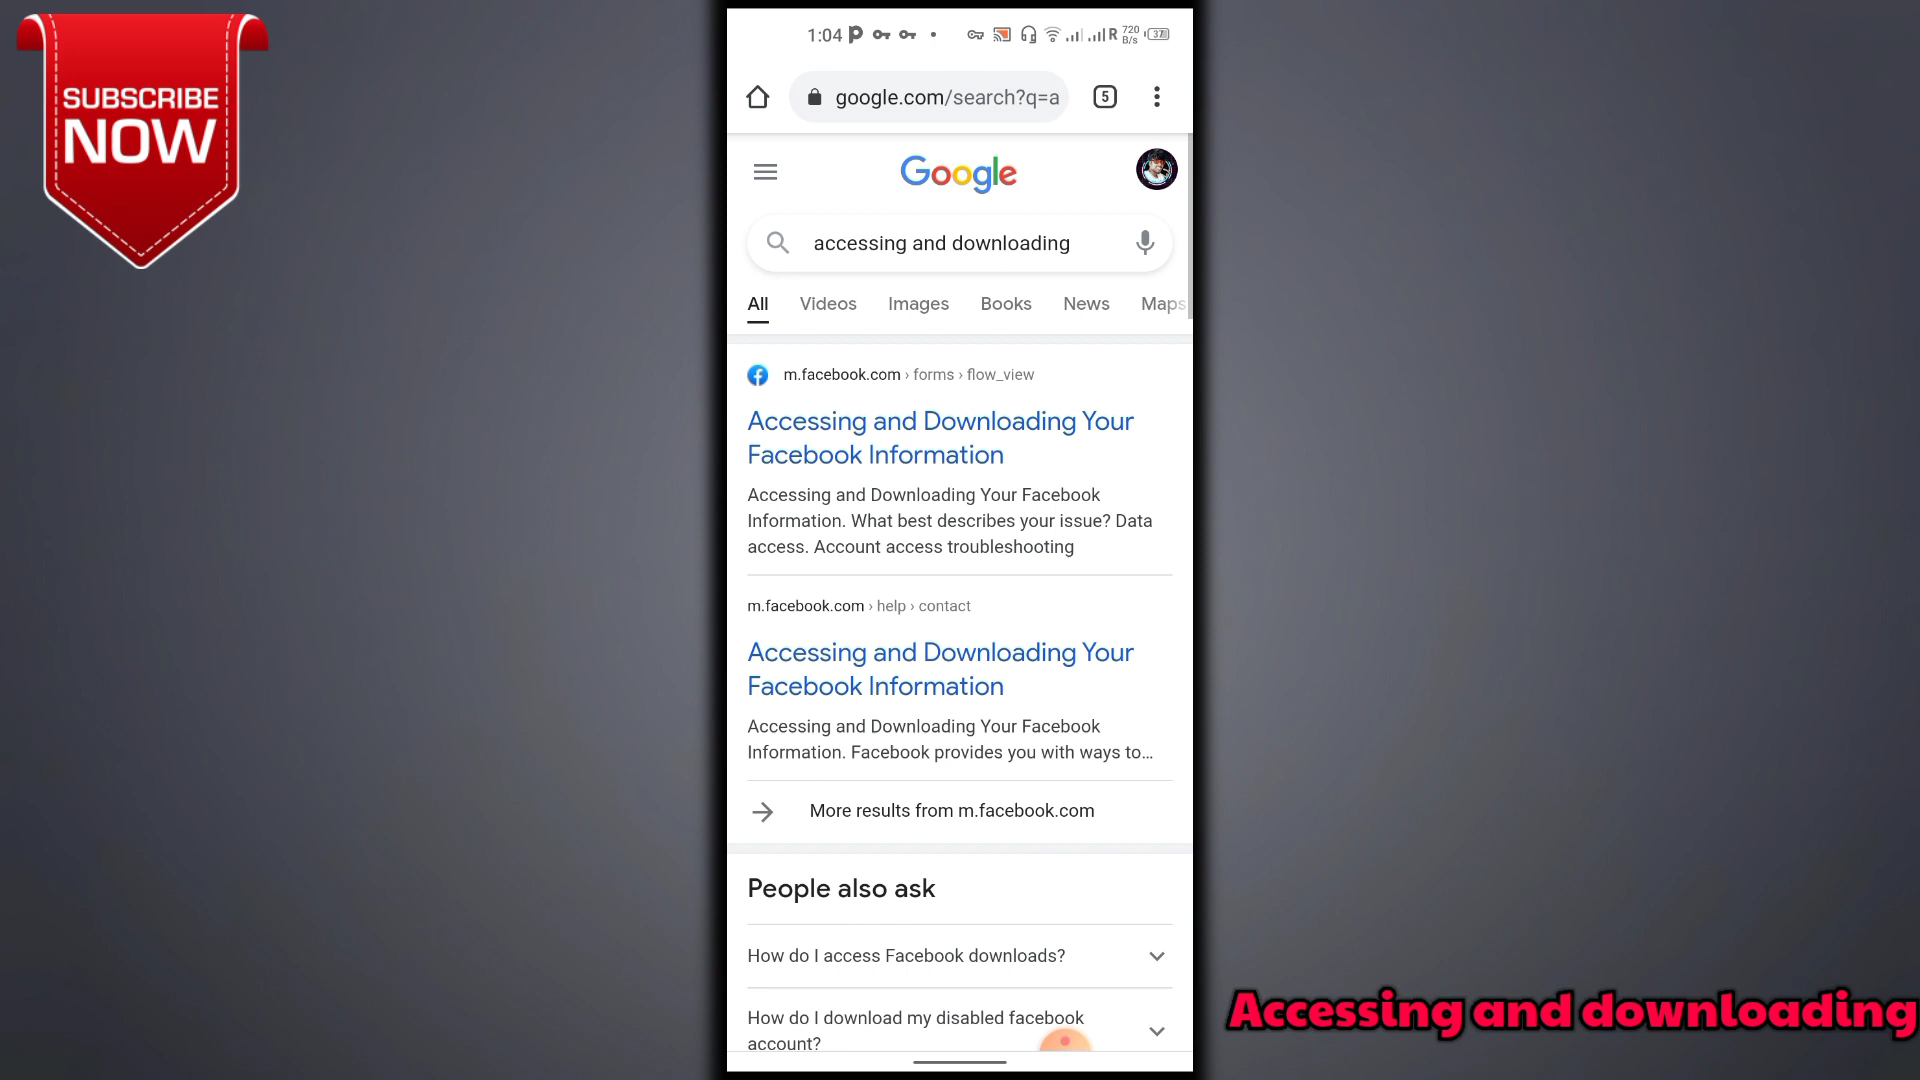 SUBSCRIBE
NOW
1:04
R 720 B/s 37
google.com/search?q=a
5
Google
accessing and downloading
All Videos Images Books News Maps
m.facebook.com › forms › flow_view
Accessing and Downloading Your
Facebook Information
Accessing and Downloading Your Facebook
Information. What best describes your issue? Data
access. Account access troubleshooting
m.facebook.com › help › contact
Accessing and Downloading Your
Facebook Information
Accessing and Downloading Your Facebook
Information. Facebook provides you with ways to...
More results from m.facebook.com
People also ask
How do I access Facebook downloads?
How do I download my disabled facebook
account?
Accessing and downloading